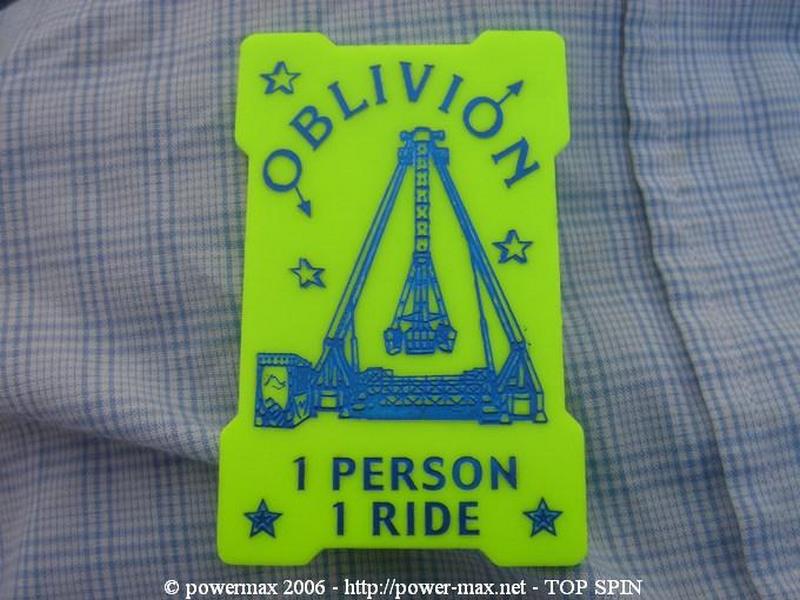 OBLIVION
1 PERSON
1 RIDE
© powermax 2006 - http://power-max.net - TOP SPIN